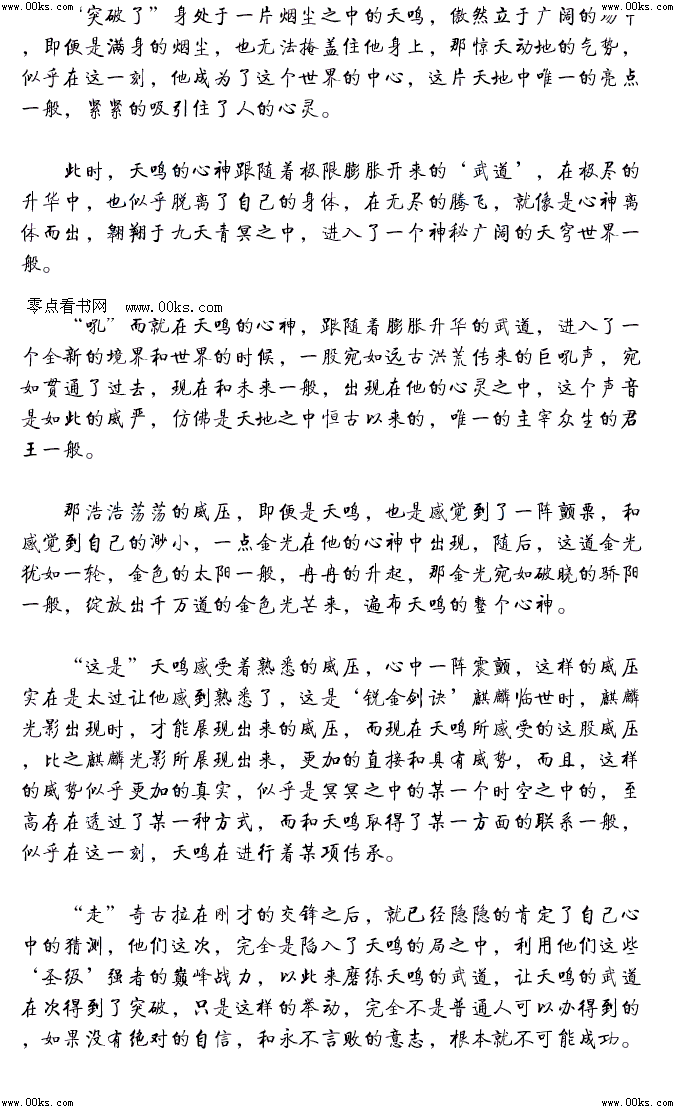 www.00ks.com www.00ks.com
“突破了”身处于一片烟尘之中的天鸣，傲然立于广阔的场中
，即便是满身的烟尘，也无法掩盖住他身上，那惊天动地的气势，
似乎在这一刻，他成为了这个世界的中心，这片天地中唯一的亮点
一般，紧紧的吸引住了人的心灵。
此时，天鸣的心神跟随着极限膨胀开来的‘武道’，在极尽的
升华中，也似乎脱离了自己的身体，在无尽的腾飞，就像是心神离
体而出，翱翔于九天青冥之中，进入了一个神秘广阔的天穹世界一
般。
零点看书网 www.00ks.com
“吼”而就在天鸣的心神，跟随着膨胀升华的武道，进入了一
个全新的境界和世界的时候，一股宛如远古洪荒传来的巨吼声，宛
如贯通了过去，现在和未来一般，出现在他的心灵之中，这个声音
是如此的威严，仿佛是天地之中恒古以来的，唯一的主宰众生的君
王一般。
那浩浩荡荡的威压，即便是天鸣，也是感觉到了一阵颤栗，和
感觉到自己的渺小，一点金光在他的心神中出现，随后，这道金光
犹如一轮，金色的太阳一般，冉冉的升起，那金光宛如破晓的骄阳
一般，绽放出千万道的金色光芒来，遍布天鸣的整个心神。
“这是”天鸣感受着熟悉的威压，心中一阵震颤，这样的威压
实在是太过让他感到熟悉了，这是‘锐金剑诀’麒麟临世时，麒麟
光影出现时，才能展现出来的威压，而现在天鸣所感受的这股威压
，比之麒麟光影所展现出来，更加的直接和具有威势，而且，这样
的威势似乎更加的真实，似乎是冥冥之中的某一个时空之中的，至
高存在透过了某一种方式，而和天鸣取得了某一方面的联系一般，
似乎在这一刻，天鸣在进行着某项传承。
“走”奇古拉在刚才的交锋之后，就已经隐隐的肯定了自己心
中的猜测，他们这次，完全是陷入了天鸣的局之中，利用他们这些
‘圣级’强者的巅峰战力，以此来磨练天鸣的武道，让天鸣的武道
在次得到了突破，只是这样的举动，完全不是普通人可以办得到的
，如果没有绝对的自信，和永不言败的意志，根本就不可能成功。
www.00ks.com www.00ks.com